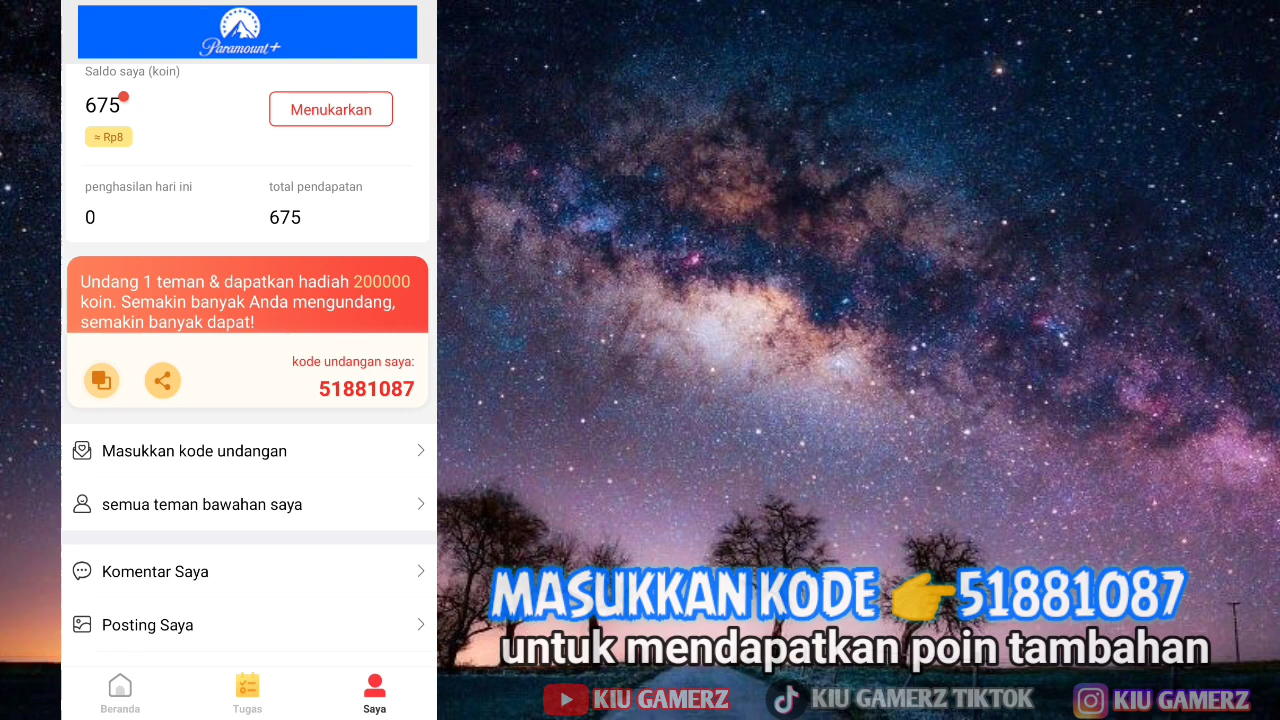 Paramount+
Saldo saya (koin)
675
Menukarkan
≈ Rp8
penghasilan hari ini
total pendapatan
0
675
Undang 1 teman & dapatkan hadiah 200000
koin. Semakin banyak Anda mengundang,
semakin banyak dapat!
kode undangan saya:
51881087
Masukkan kode undangan
semua teman bawahan saya
Komentar Saya
Posting Saya
Beranda
Tugas
Saya
MASUKKAN KODE 👉51881087
untuk mendapatkan poin tambahan
KIU GAMERZ
KIU GAMERZ TIKTOK
KIU GAMERZ